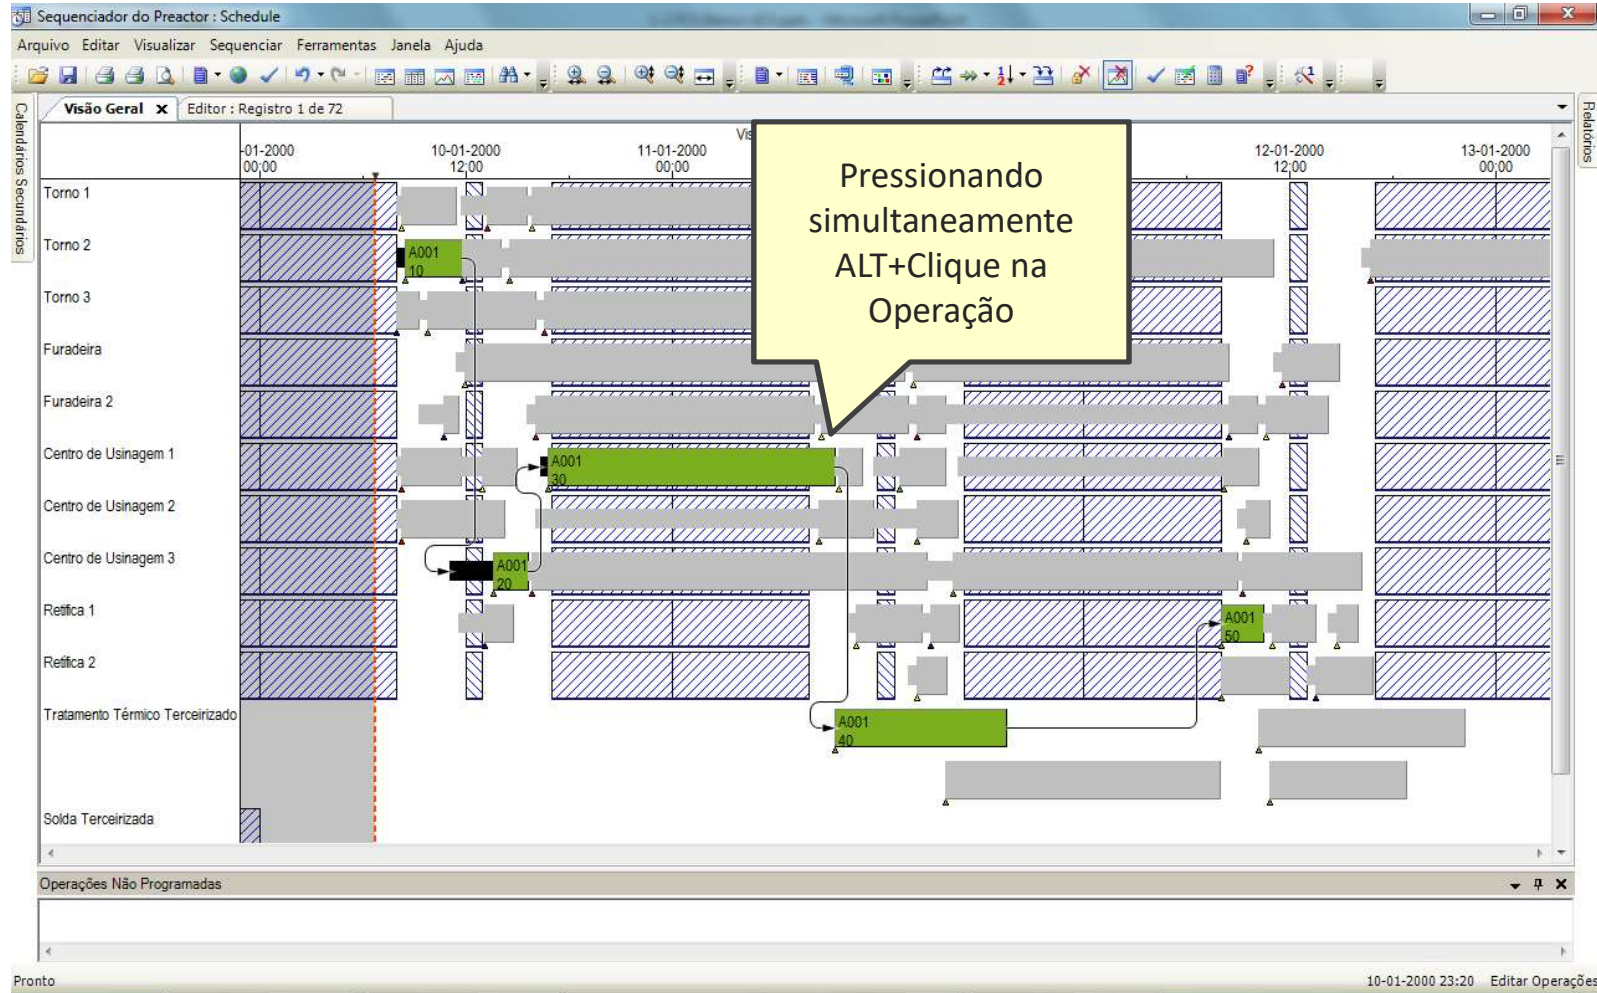 Sequenciador do Preactor : Schedule
Arquivo Editar Visualizar Sequenciar Ferramentas Janela Ajuda
Visão Geral Editor : Registro 1 de 72
Calendários Secundários
Relatórios
-01-2000 10-01-2000 11-01-2000 12-01-2000 13-01-2000
00:00 12:00 00:00 12:00 00:00
Pressionando
simultaneamente
ALT+Clique na
Operação
Torno 1
Torno 2
A001
10
Torno 3
Furadeira
Furadeira 2
Centro de Usinagem 1
A001
30
Centro de Usinagem 2
Centro de Usinagem 3
A001
20
Retifica 1
A001
50
Retifica 2
Tratamento Térmico Terceirizado
A001
40
Solda Terceirizada
Operações Não Programadas
Pronto
10-01-2000 23:20 Editar Operações